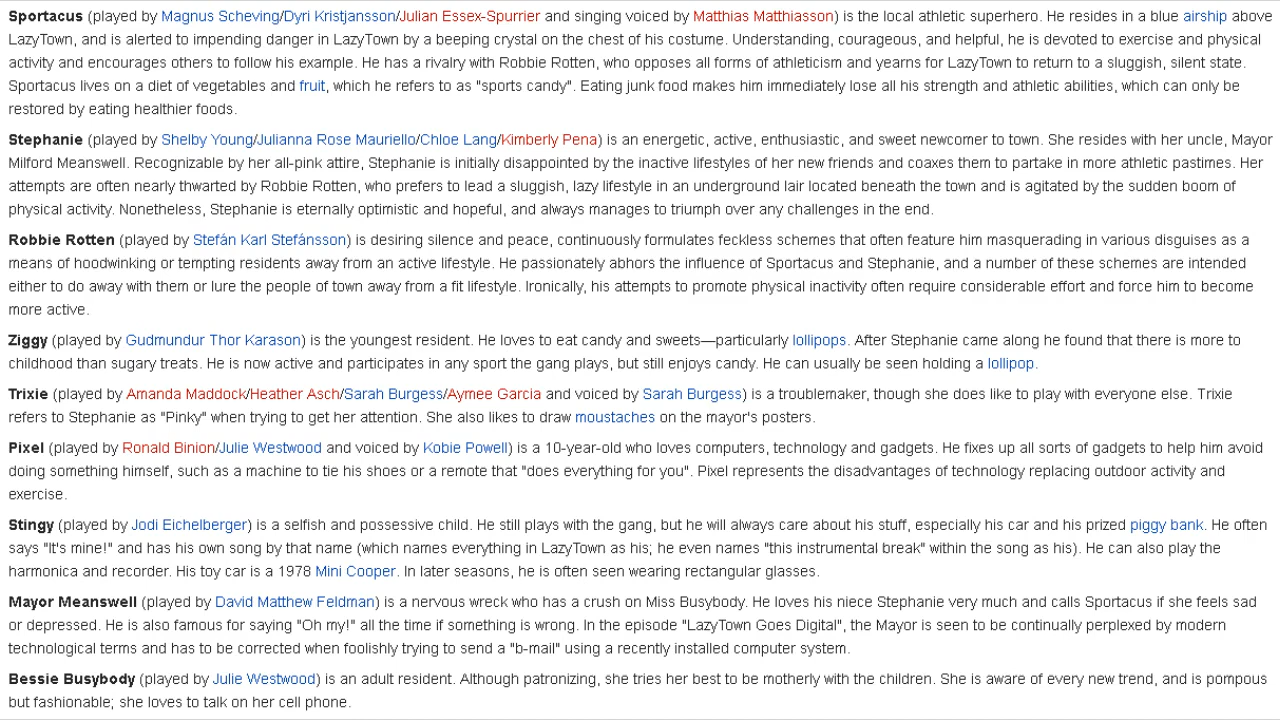 Sportacus (played by Magnus Scheving/Dyri Kristjansson/Julian Essex-Spurrier and singing voiced by Matthias Matthiasson) is the local athletic superhero. He resides in a blue airship above
LazyTown, and is alerted to impending danger in LazyTown by a beeping crystal on the chest of his costume. Understanding, courageous, and helpful, he is devoted to exercise and physical
activity and encourages others to follow his example. He has a rivalry with Robbie Rotten, who opposes all forms of athleticism and yearns for LazyTown to return to a sluggish, silent state.
Sportacus lives on a diet of vegetables and fruit, which he refers to as "sports candy". Eating junk food makes him immediately lose all his strength and athletic abilities, which can only be
restored by eating healthier foods.
Stephanie (played by Shelby Young/Julianna Rose Mauriello/Chloe Lang/Kimberly Pena) is an energetic, active, enthusiastic, and sweet newcomer to town. She resides with her uncle, Mayor
Milford Meanswell. Recognizable by her all-pink attire, Stephanie is initially disappointed by the inactive lifestyles of her new friends and coaxes them to partake in more athletic pastimes. Her
attempts are often nearly thwarted by Robbie Rotten, who prefers to lead a sluggish, lazy lifestyle in an underground lair located beneath the town and is agitated by the sudden boom of
physical activity. Nonetheless, Stephanie is eternally optimistic and hopeful, and always manages to triumph over any challenges in the end.
Robbie Rotten (played by Stefán Karl Stefánsson) is desiring silence and peace, continuously formulates feckless schemes that often feature him masquerading in various disguises as a
means of hoodwinking or tempting residents away from an active lifestyle. He passionately abhors the influence of Sportacus and Stephanie, and a number of these schemes are intended
either to do away with them or lure the people of town away from a fit lifestyle. Ironically, his attempts to promote physical inactivity often require considerable effort and force him to become
more active.
Ziggy (played by Gudmundur Thor Karason) is the youngest resident. He loves to eat candy and sweets—particularly lollipops. After Stephanie came along he found that there is more to
childhood than sugary treats. He is now active and participates in any sport the gang plays, but still enjoys candy. He can usually be seen holding a lollipop.
Trixie (played by Amanda Maddock/Heather Asch/Sarah Burgess/Aymee Garcia and voiced by Sarah Burgess) is a troublemaker, though she does like to play with everyone else. Trixie
refers to Stephanie as "Pinky" when trying to get her attention. She also likes to draw moustaches on the mayor's posters.
Pixel (played by Ronald Binion/Julie Westwood and voiced by Kobie Powell) is a 10-year-old who loves computers, technology and gadgets. He fixes up all sorts of gadgets to help him avoid
doing something himself, such as a machine to tie his shoes or a remote that "does everything for you". Pixel represents the disadvantages of technology replacing outdoor activity and
exercise.
Stingy (played by Jodi Eichelberger) is a selfish and possessive child. He still plays with the gang, but he will always care about his stuff, especially his car and his prized piggy bank. He often
says "It's mine!" and has his own song by that name (which names everything in LazyTown as his; he even names "this instrumental break" within the song as his). He can also play the
harmonica and recorder. His toy car is a 1978 Mini Cooper. In later seasons, he is often seen wearing rectangular glasses.
Mayor Meanswell (played by David Matthew Feldman) is a nervous wreck who has a crush on Miss Busybody. He loves his niece Stephanie very much and calls Sportacus if she feels sad
or depressed. He is also famous for saying "Oh my!" all the time if something is wrong. In the episode "LazyTown Goes Digital", the Mayor is seen to be continually perplexed by modern
technological terms and has to be corrected when foolishly trying to send a "b-mail" using a recently installed computer system.
Bessie Busybody (played by Julie Westwood) is an adult resident. Although patronizing, she tries her best to be motherly with the children. She is aware of every new trend, and is pompous
but fashionable; she loves to talk on her cell phone.